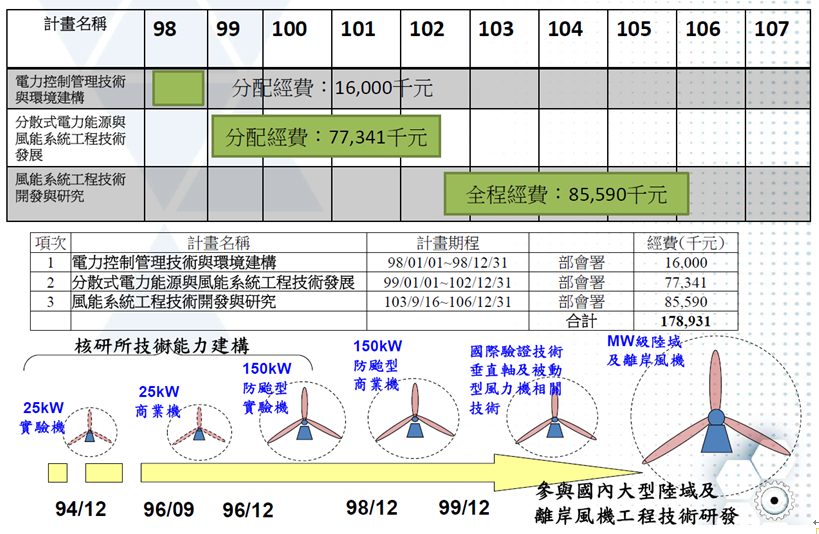 計畫名稱 98 99 100 101 102 103 104 105 106 107
電力控制管理技術
與環境建構
分配經費：16,000千元
分散式電力能源與
風能系統工程技術
發展
分配經費：77,341千元
風能系統工程技術
開發與研究
全程經費：85,590千元
項次 計畫名稱 計畫期程 經費(千元)
1 電力控制管理技術與環境建構 98/01/01~98/12/31 部會署 16,000
2 分散式電力能源與風能系統工程技術發展 99/01/01~102/12/31 部會署 77,341
3 風能系統工程技術開發與研究 103/9/16~106/12/31 部會署 85,590
合計 178,931
核研所技術能力建構
25kW
實驗機
25kW
商業機
150kW
防颱型
實驗機
150kW
防颱型
商業機
國際驗證技術
垂直軸及被動
型風力機相關
技術
MW級陸域
及離岸風機
94/12 96/09 96/12 98/12 99/12
參與國內大型陸域及
離岸風機工程技術研發